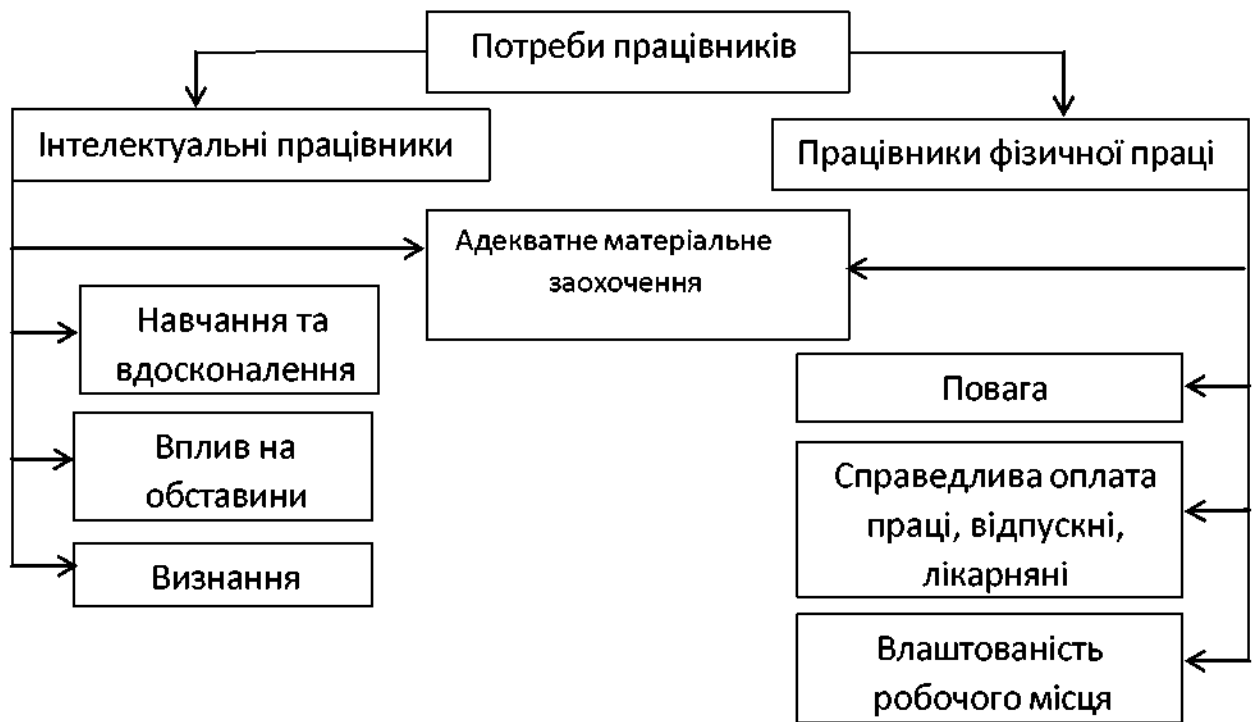 Потреби працівників
Інтелектуальні працівники
Працівники фізичної праці
Адекватне матеріальне
заохочення
Навчання та
вдосконалення
Вплив на
обставини
Визнання
Повага
Справедлива оплата
праці, відпускні,
лікарняні
Влаштованість
робочого місця